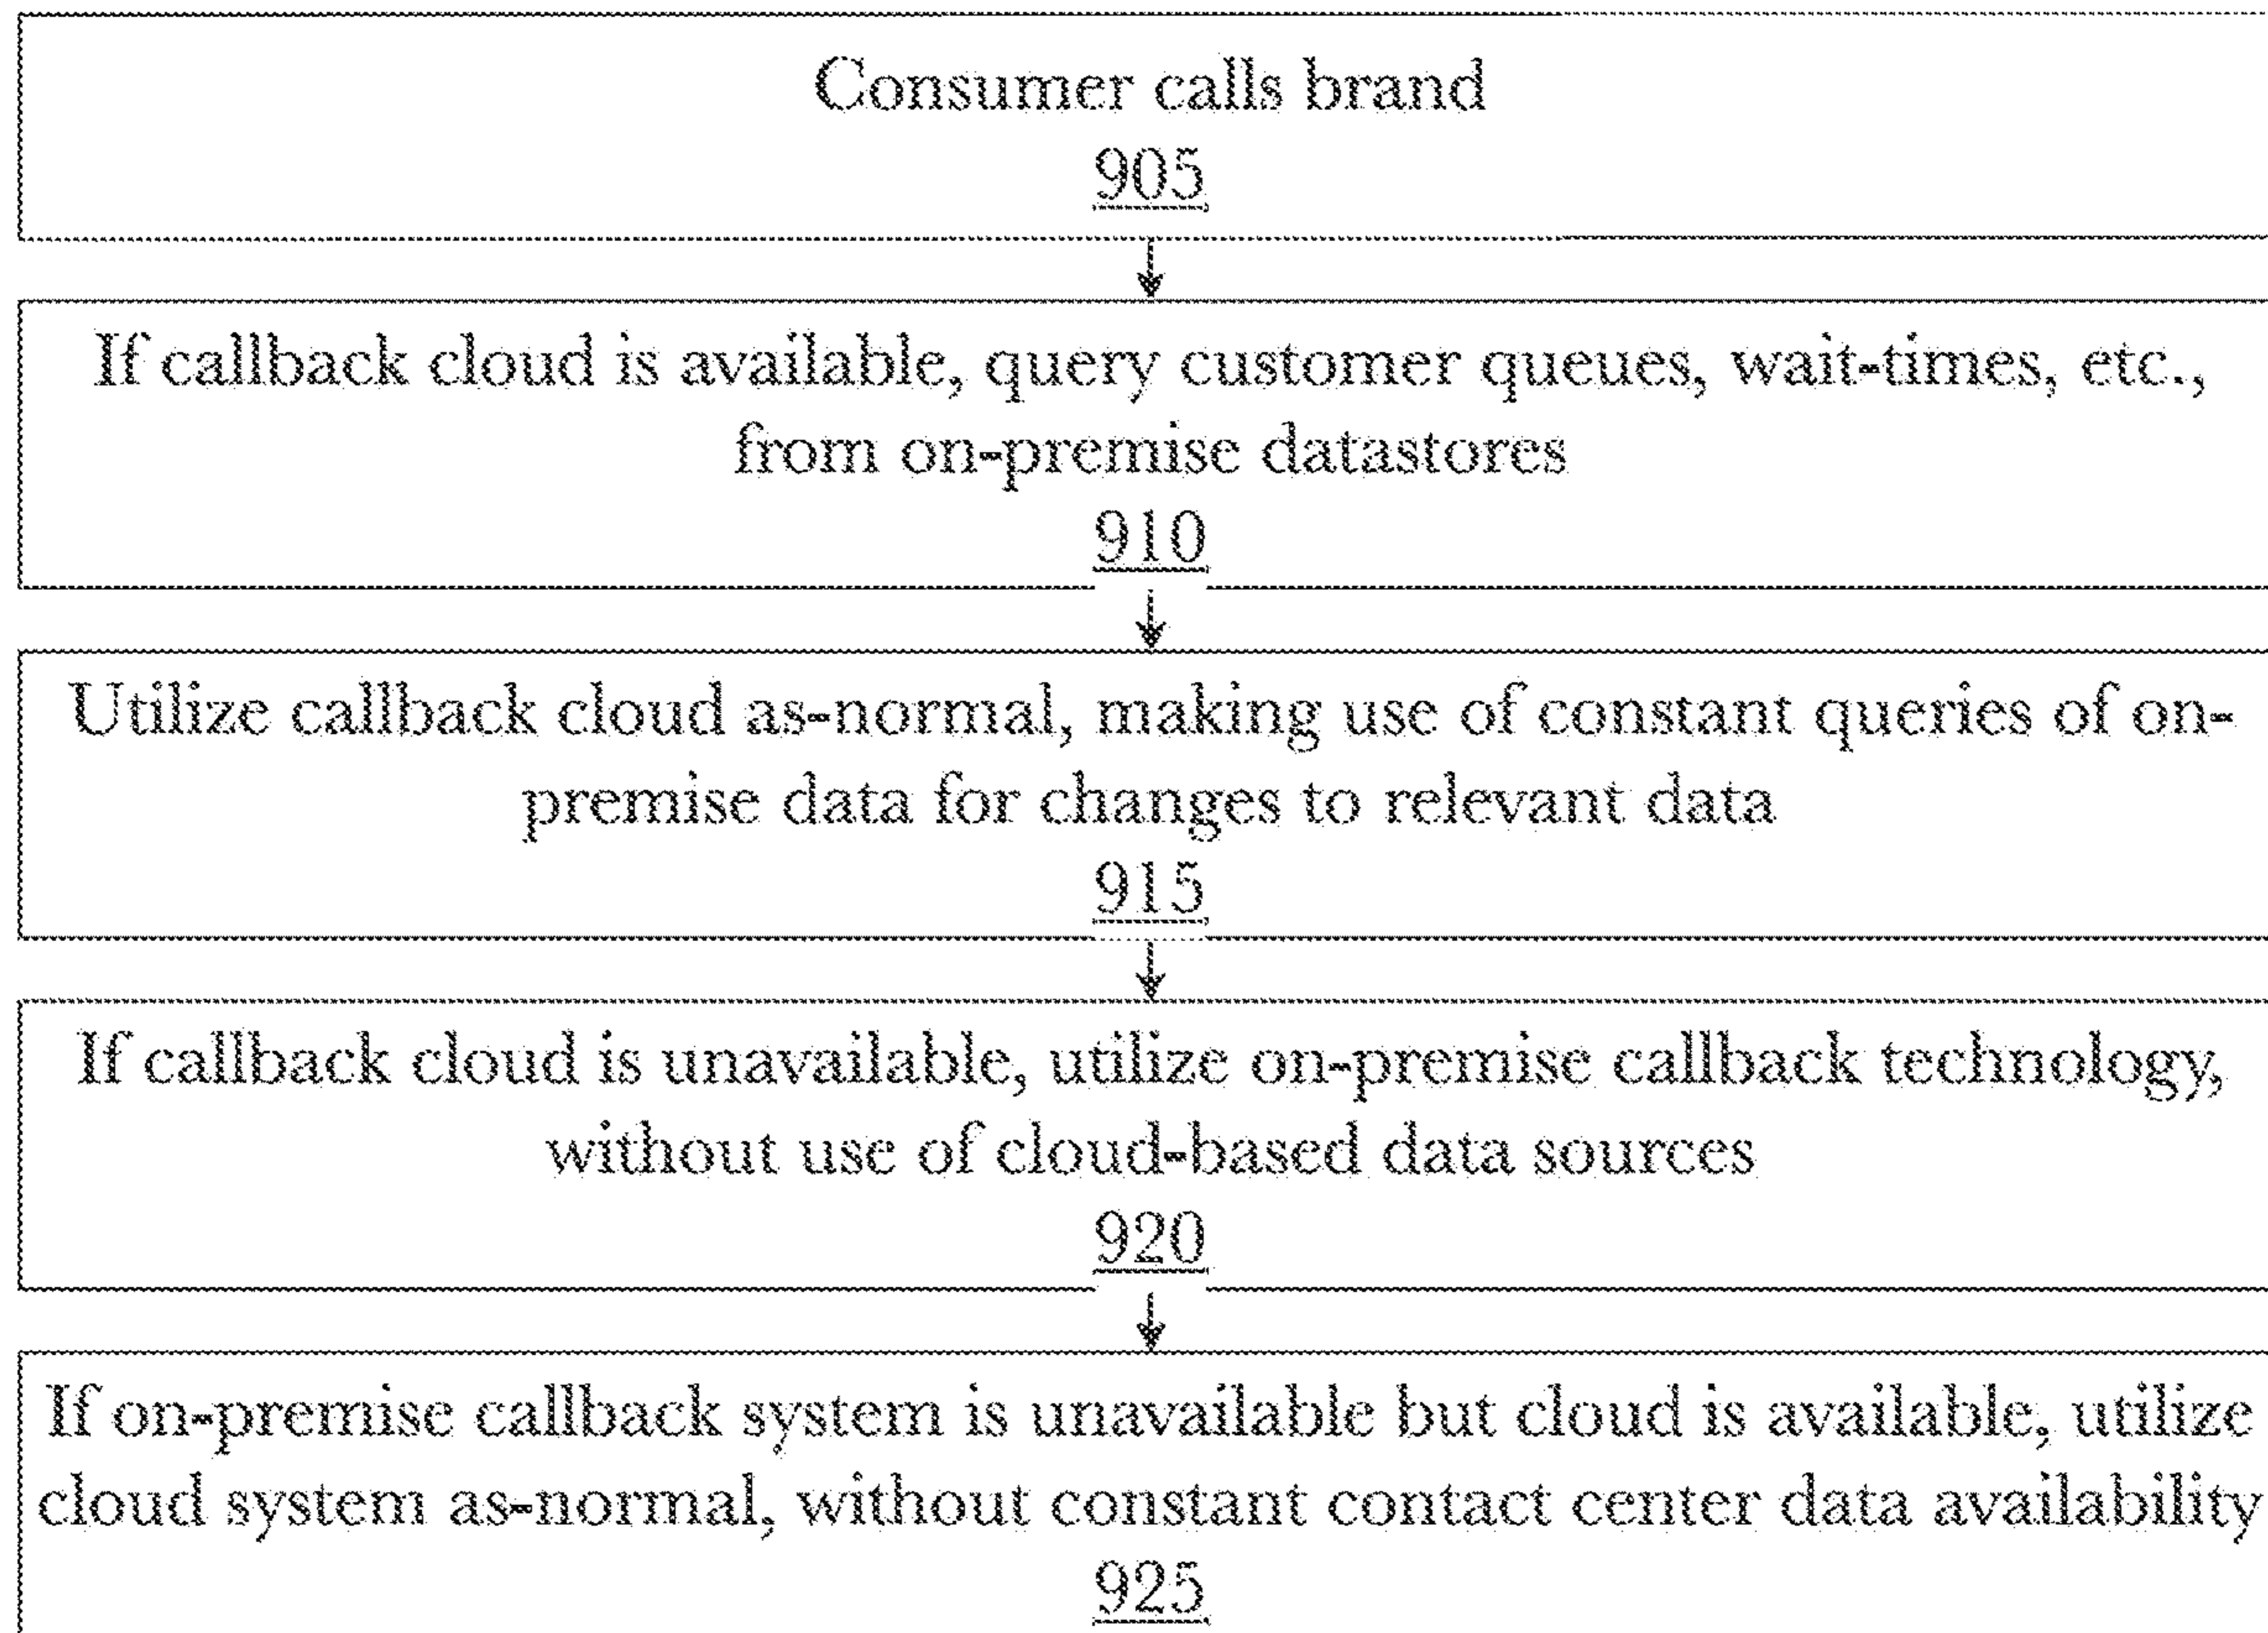 Consumer calls brand
905
If callback cloud is available, query customer queues, wait-times, etc.,
from on-premise datastores
910
Utilize callback cloud as-normal, making use of constant queries of on-
premise data for changes to relevant data
915
If callback cloud is unavailable, utilize on-premise callback technology,
without use of cloud-based data sources
920
If on-premise callback system is unavailable but cloud is available, utilize
cloud system as-normal, without constant contact center data availability
925